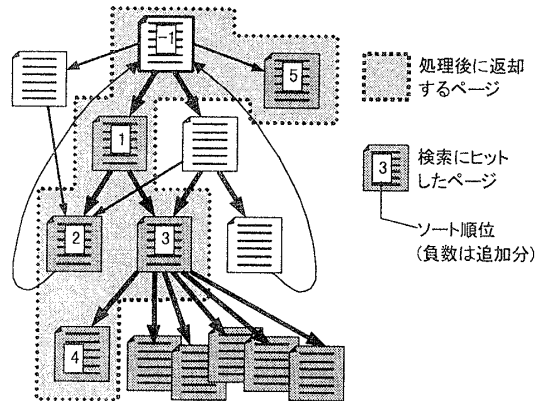 -1
5
処理後に返却
するページ
1
3
検索にヒット
したページ
2
3
ソート順位
(負数は追加分)
4